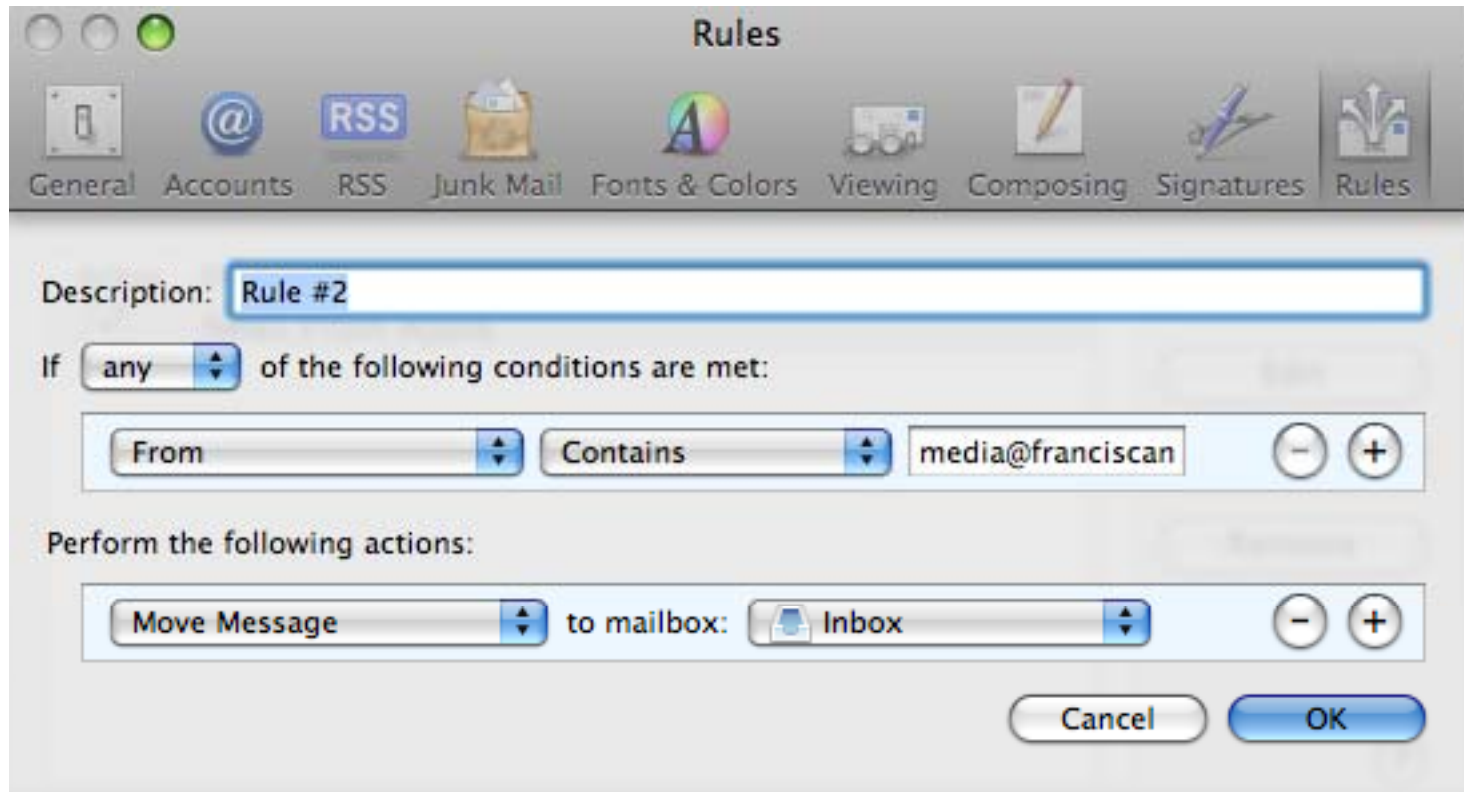 Rules
RSS
General Accounts RSS Junk Mail Fonts & Colors Viewing Composing Signatures Rules
Description: Rule #2
If any of the following conditions are met:
From Contains media@franciscan
Perform the following actions:
Move Message to mailbox: Inbox
Cancel OK